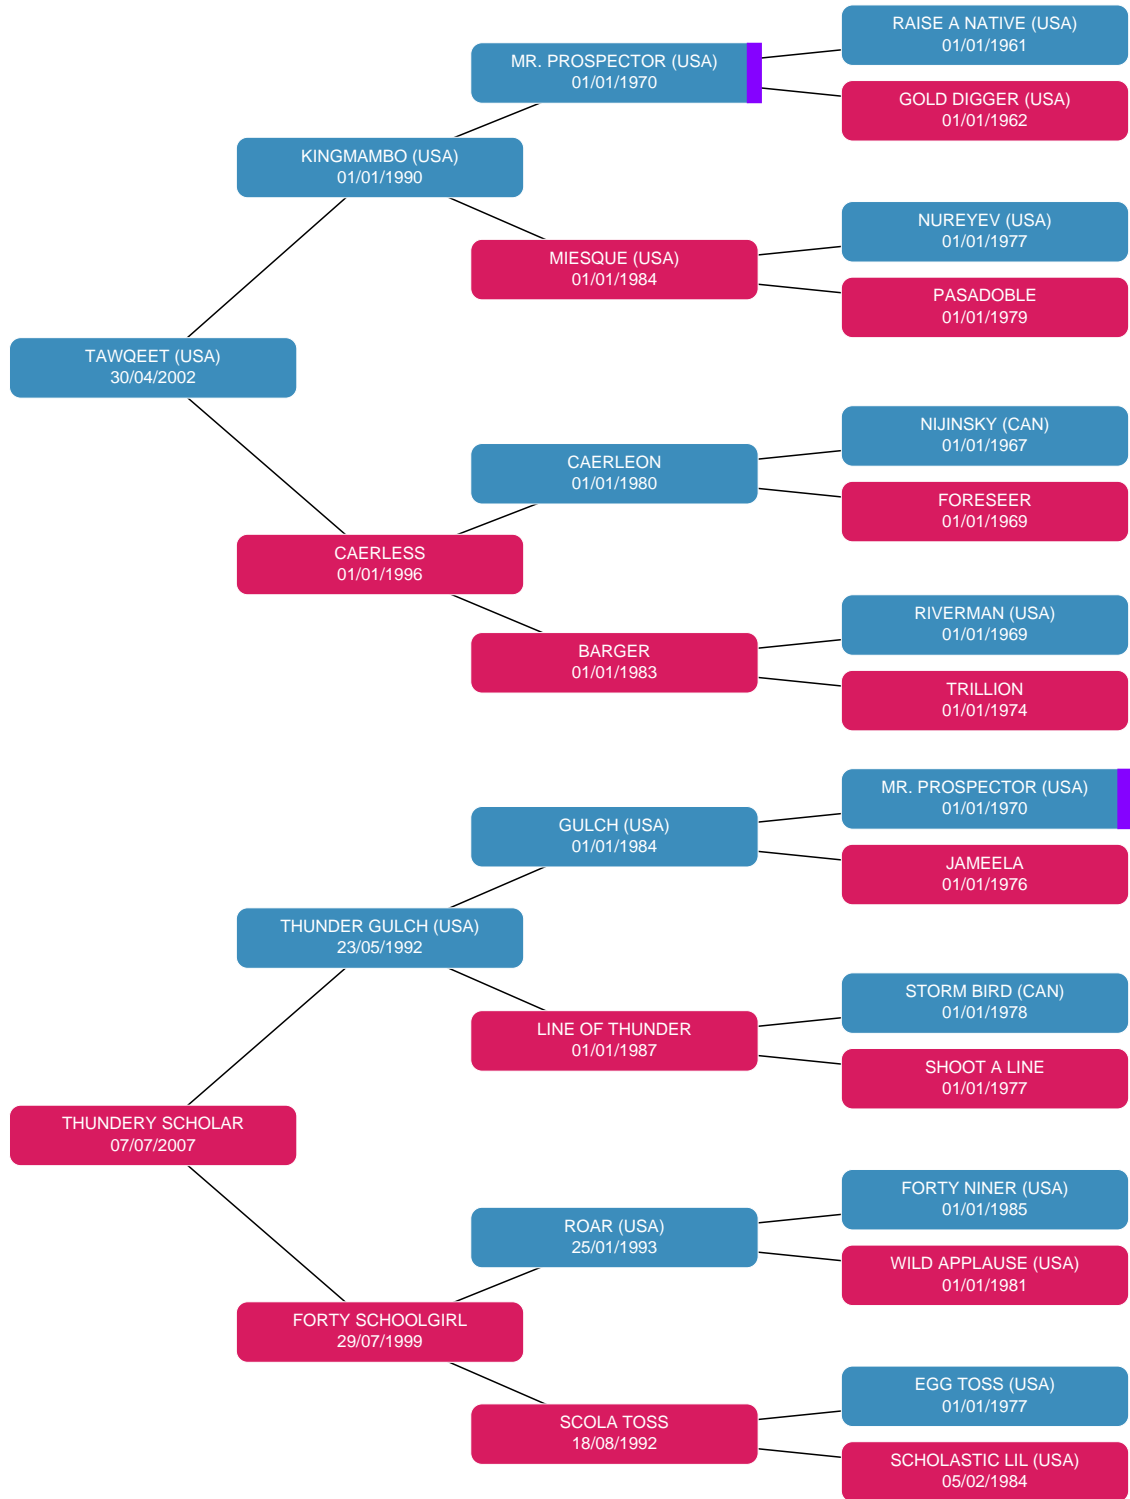 RAISE A NATIVE (USA)
01/01/1961
MR. PROSPECTOR (USA)
01/01/1970
GOLD DIGGER (USA)
01/01/1962
KINGMAMBO (USA)
01/01/1990
NUREYEV (USA)
01/01/1977
MIESQUE (USA)
01/01/1984
PASADOBLE
01/01/1979
TAWQEET (USA)
30/04/2002
NIJINSKY (CAN)
01/01/1967
CAERLEON
01/01/1980
FORESEER
01/01/1969
CAERLESS
01/01/1996
RIVERMAN (USA)
01/01/1969
BARGER
01/01/1983
TRILLION
01/01/1974
MR. PROSPECTOR (USA)
01/01/1970
GULCH (USA)
01/01/1984
JAMEELA
01/01/1976
THUNDER GULCH (USA)
23/05/1992
STORM BIRD (CAN)
01/01/1978
LINE OF THUNDER
01/01/1987
SHOOT A LINE
01/01/1977
THUNDERY SCHOLAR
07/07/2007
FORTY NINER (USA)
01/01/1985
ROAR (USA)
25/01/1993
WILD APPLAUSE (USA)
01/01/1981
FORTY SCHOOLGIRL
29/07/1999
EGG TOSS (USA)
01/01/1977
SCOLA TOSS
18/08/1992
SCHOLASTIC LIL (USA)
05/02/1984